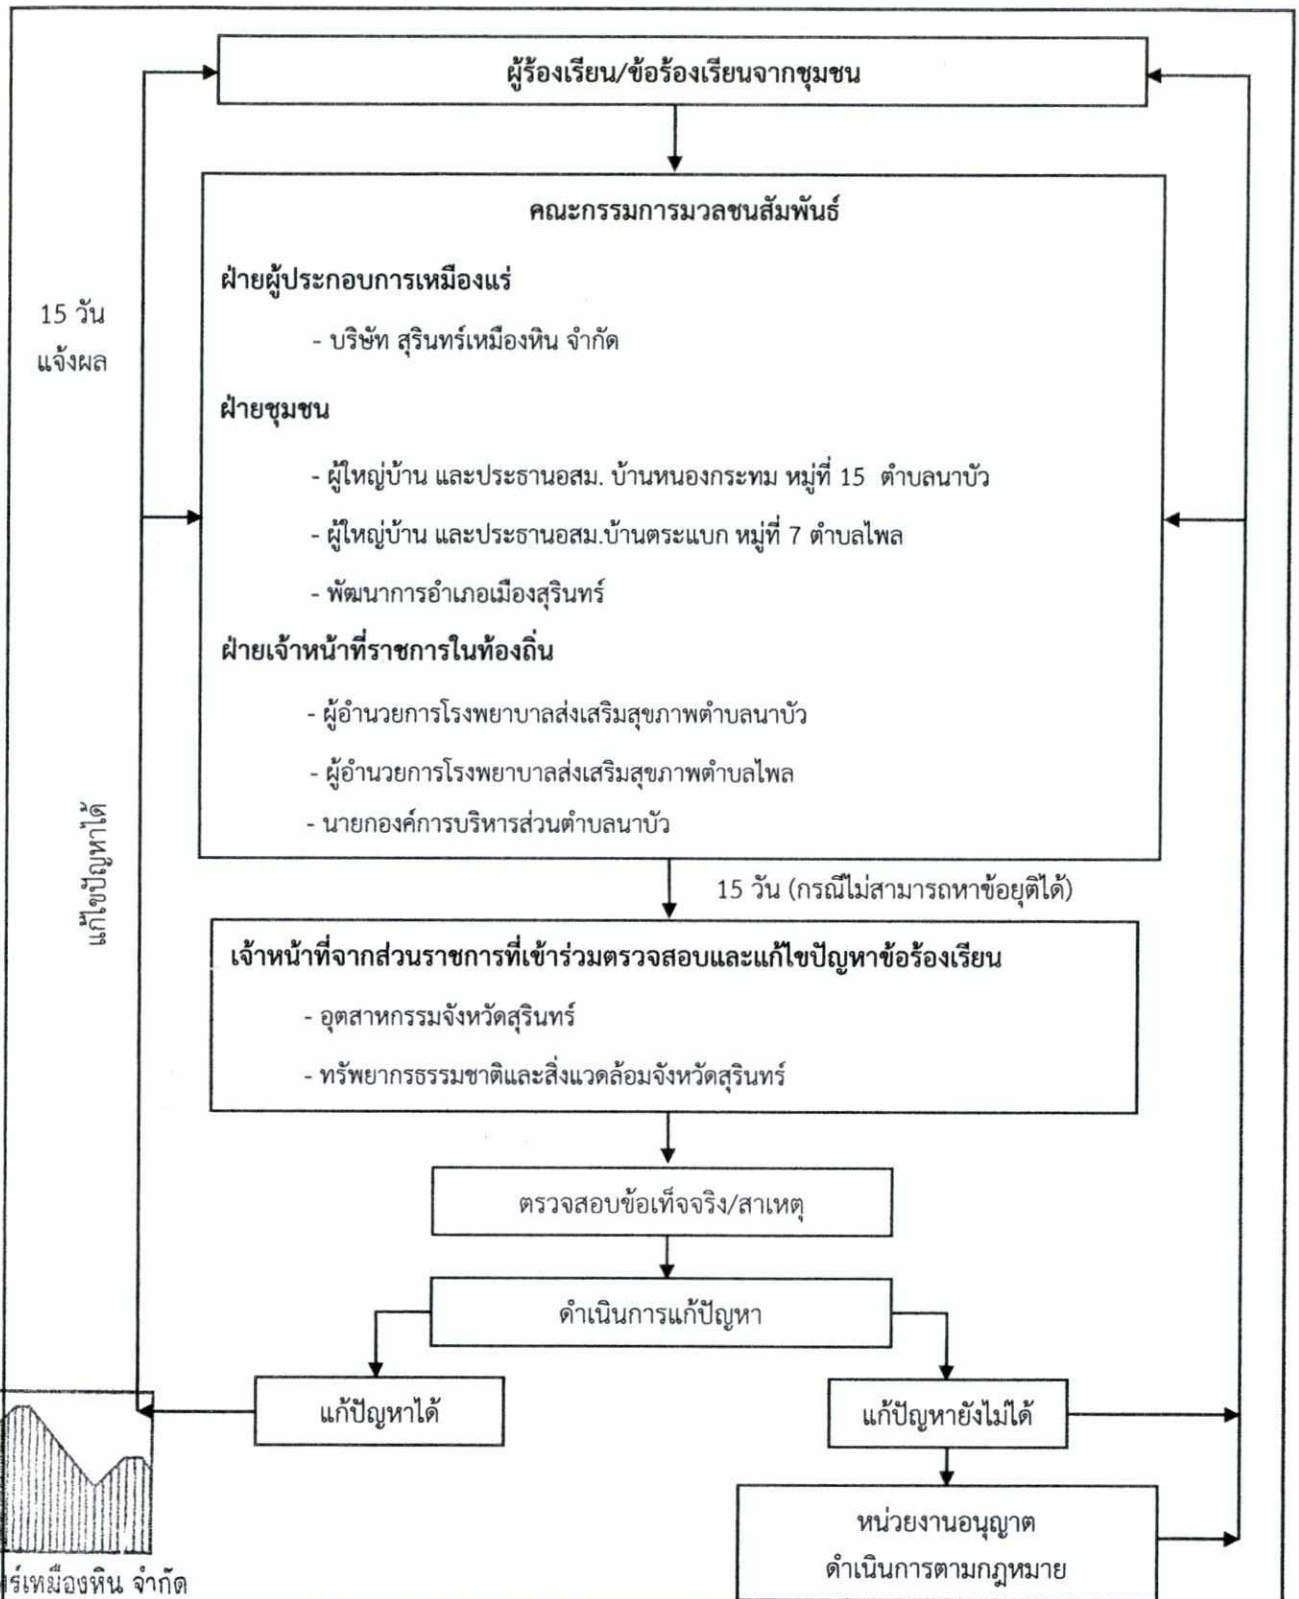 ผู้ร้องเรียน/ข้อร้องเรียนจากชุมชน
คณะกรรมการมวลชนสัมพันธ์
ฝ่ายผู้ประกอบการเหมืองแร่
- บริษัท สุรินทร์เหมืองหิน จำกัด
15 วัน
แจ้งผล
ฝ่ายชุมชน
- ผู้ใหญ่บ้าน และประธานอสม. บ้านหนองกระทม หมู่ที่ 15 ตำบลนาบัว
- ผู้ใหญ่บ้าน และประธานอสม.บ้านตระแบก หมู่ที่ 7 ตำบลไพล
- พัฒนาการอำเภอเมืองสุรินทร์
ฝ่ายเจ้าหน้าที่ราชการในท้องถิ่น
- ผู้อำนวยการโรงพยาบาลส่งเสริมสุขภาพตำบลนาบัว
- ผู้อำนวยการโรงพยาบาลส่งเสริมสุขภาพตำบลไพล
- นายกองค์การบริหารส่วนตำบลนาบัว
แก้ไขปัญหาได้
15 วัน (กรณีไม่สามารถหาข้อยุติได้)
เจ้าหน้าที่จากส่วนราชการที่เข้าร่วมตรวจสอบและแก้ไขปัญหาข้อร้องเรียน
- อุตสาหกรรมจังหวัดสุรินทร์
- ทรัพยากรธรรมชาติและสิ่งแวดล้อมจังหวัดสุรินทร์
ตรวจสอบข้อเท็จจริง/สาเหตุ
ดำเนินการแก้ปัญหา
แก้ปัญหาได้
แก้ปัญหายังไม่ได้
หน่วยงานอนุญาต
ดำเนินการตามกฎหมาย
ร์เหมืองหิน จำกัด